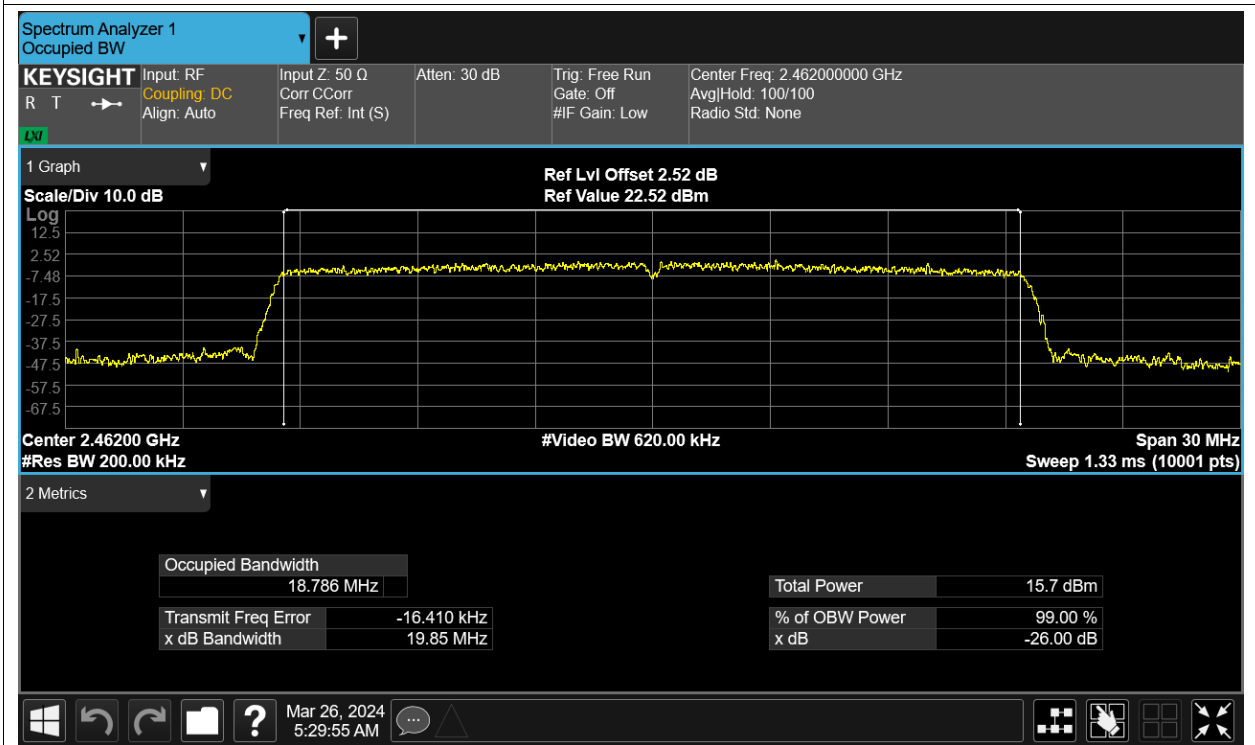 Spectrum Analyzer 1
Occupied BW
KEYSIGHT
R T
LXI
Input: RF
Coupling: DC
Align: Auto
Input Z: 50 Ω
Corr CCorr
Freq Ref: Int (S)
Atten: 30 dB
Trig: Free Run
Gate: Off
#IF Gain: Low
Center Freq: 2.462000000 GHz
Avg|Hold: 100/100
Radio Std: None
1 Graph
Scale/Div 10.0 dB
Ref Lvl Offset 2.52 dB
Ref Value 22.52 dBm
Log
12.5
2.52
-7.48
-17.5
-27.5
-37.5
-47.5
-57.5
-67.5
Center 2.46200 GHz
#Res BW 200.00 kHz
#Video BW 620.00 kHz
Span 30 MHz
Sweep 1.33 ms (10001 pts)
2 Metrics
Occupied Bandwidth
18.786 MHz
Transmit Freq Error -16.410 kHz
x dB Bandwidth 19.85 MHz
Total Power 15.7 dBm
% of OBW Power 99.00 %
x dB -26.00 dB
?
Mar 26, 2024
5:29:55 AM